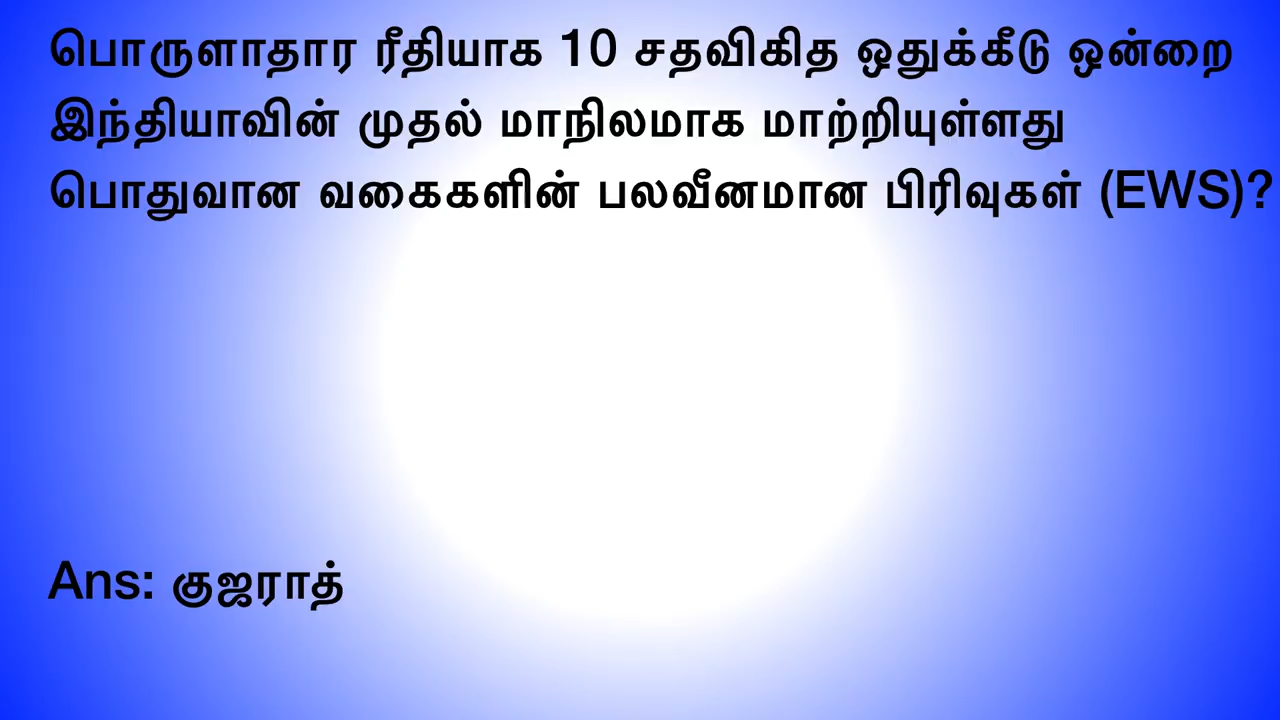 பொருளாதார ரீதியாக 10 சதவிகித ஒதுக்கீடு ஒன்றை
இந்தியாவின் முதல் மாநிலமாக மாற்றியுள்ளது
பொதுவான வகைகளின் பலவீனமான பிரிவுகள் (EWS)?
Ans: குஜராத்